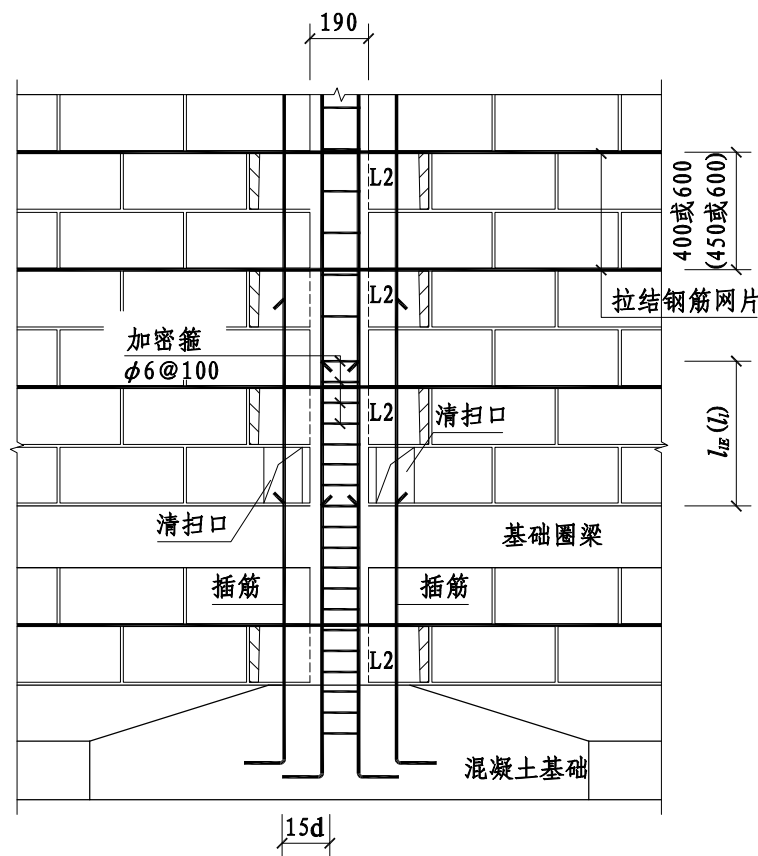 190
L2
400或600
(450或600)
L2
拉结钢筋网片
加密箍
φ6@100
L2
清扫口
llE(ll)
清扫口
基础圈梁
插筋
插筋
L2
混凝土基础
15d